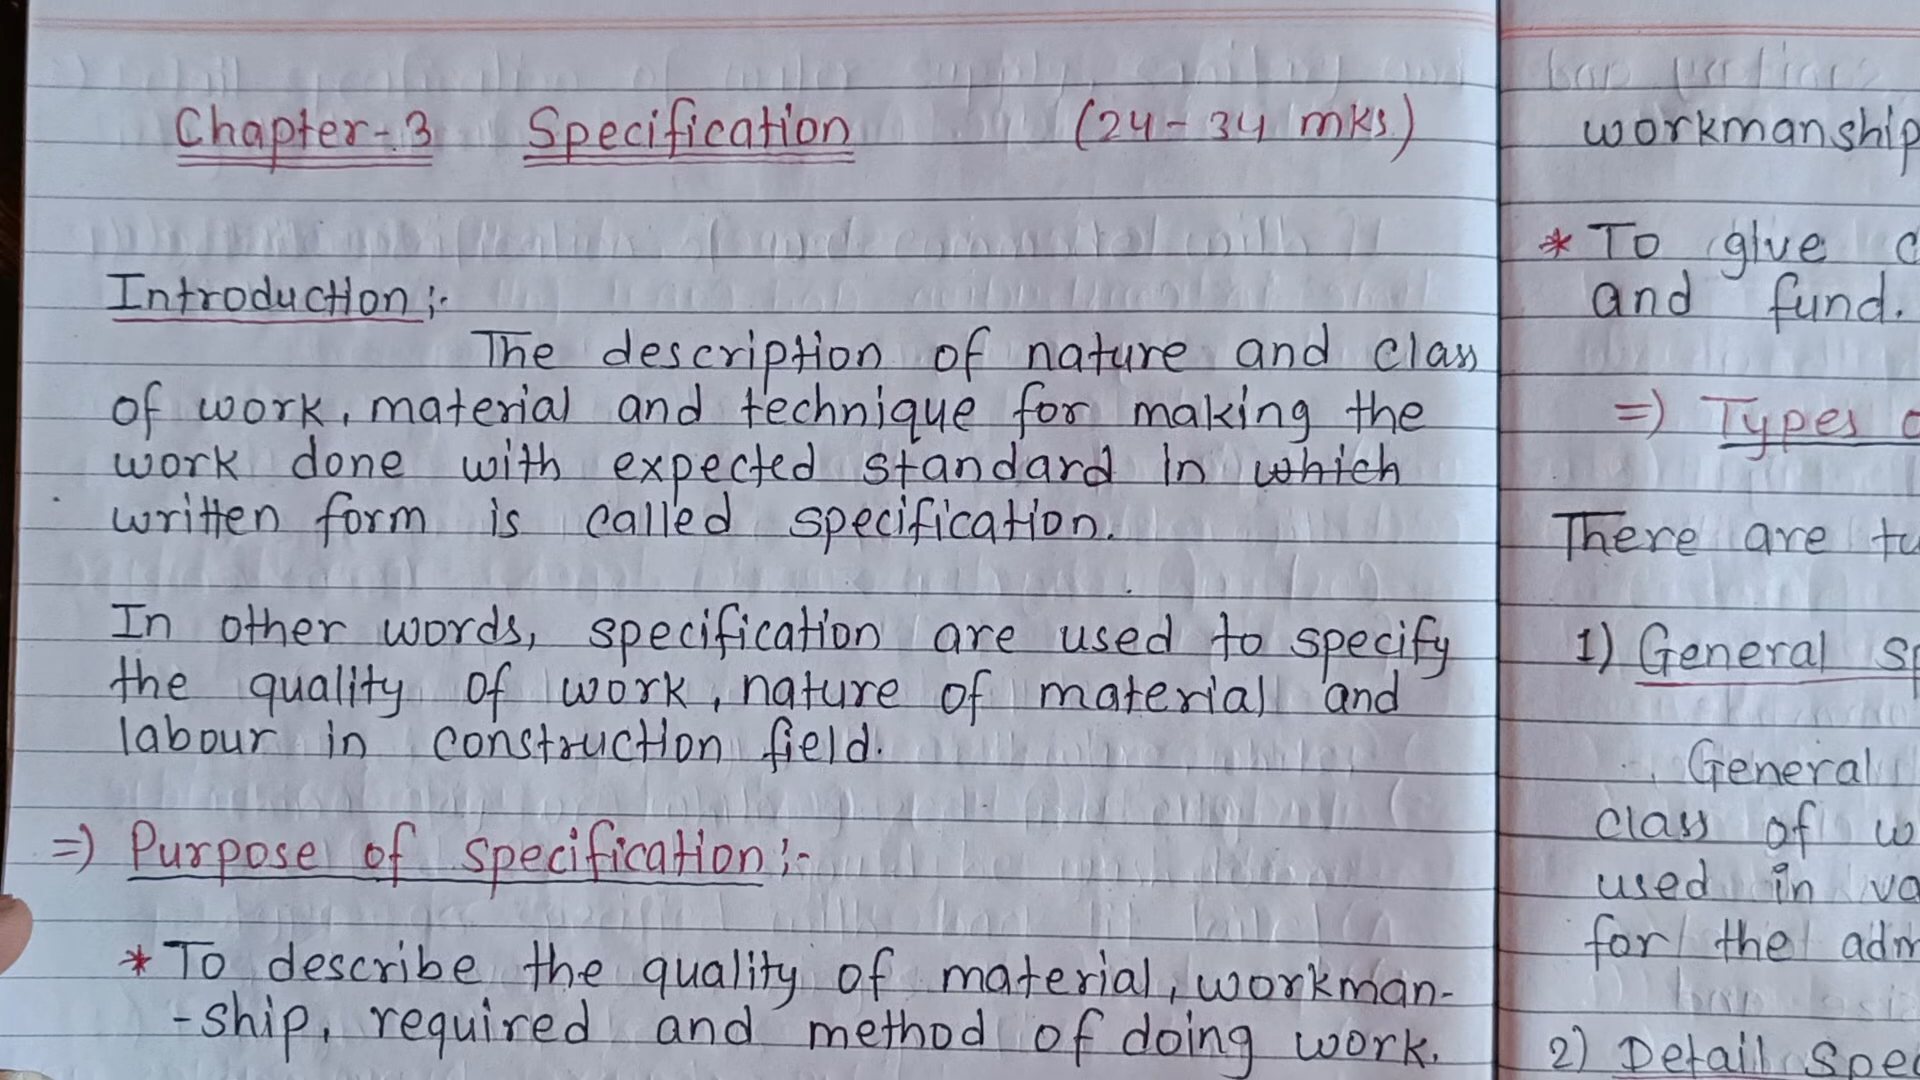 Chapter-3 Specification (24-34 mks)
Introduction :-
The description of nature and class
of work, material and technique for making the
work done with expected standard in which
written form is called specification.
In other words, specification are used to specify
the quality of work, nature of material and
labour in construction field.
=) Purpose of specification :-
* To describe the quality of material, workman-
-ship, required and method of doing work.
workmanship
* To give
and fund.
=) Types
There are
1) General
General
class of
used in
for the
2) Detail